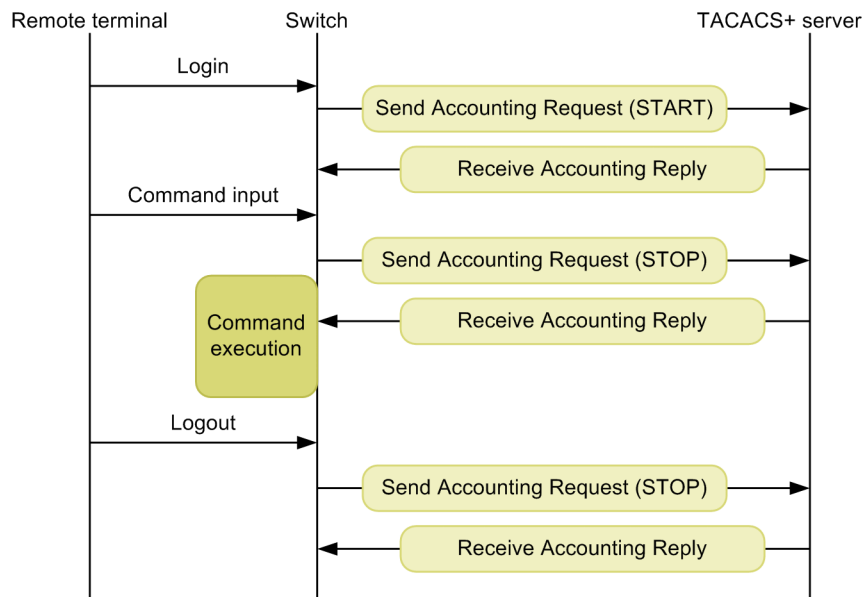 Remote terminal
Switch
TACACS+ server
Login
Send Accounting Request (START)
Receive Accounting Reply
Command input
Send Accounting Request (STOP)
Command
execution
Receive Accounting Reply
Logout
Send Accounting Request (STOP)
Receive Accounting Reply